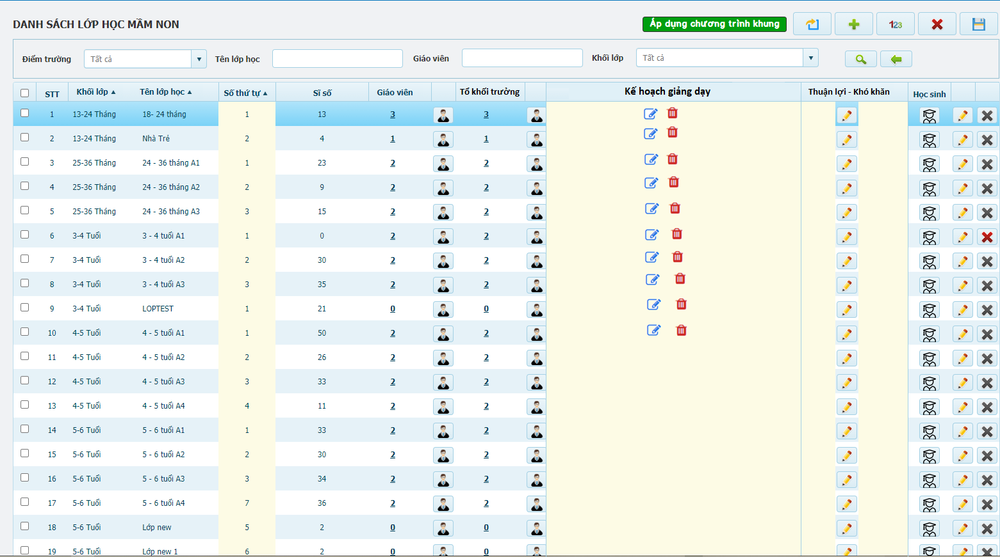 DANH SÁCH LỚP HỌC MẦM NON
Áp dụng chương trình khung
123
Điểm trường Tất cả Tên lớp học Giáo viên Khối lớp Tất cả
STT Khối lớp ▲ Tên lớp học ▲ Số thứ tự ▲ Sĩ số Giáo viên Tổ khối trưởng Kế hoạch giảng dạy Thuận lợi - Khó khăn Học sinh
1 13-24 Tháng 18- 24 tháng 1 13 3 3
2 13-24 Tháng Nhà Trẻ 2 4 1 1
3 25-36 Tháng 24 - 36 tháng A1 1 23 2 2
4 25-36 Tháng 24 - 36 tháng A2 2 9 2 2
5 25-36 Tháng 24 - 36 tháng A3 3 15 2 2
6 3-4 Tuổi 3 - 4 tuổi A1 1 0 2 2
7 3-4 Tuổi 3 - 4 tuổi A2 2 30 2 2
8 3-4 Tuổi 3 - 4 tuổi A3 3 35 2 2
9 3-4 Tuổi LOPTEST 1 21 0 0
10 4-5 Tuổi 4 - 5 tuổi A1 1 50 2 2
11 4-5 Tuổi 4 - 5 tuổi A2 2 26 2 2
12 4-5 Tuổi 4 - 5 tuổi A3 3 33 2 2
13 4-5 Tuổi 4 - 5 tuổi A4 4 11 2 2
14 5-6 Tuổi 5 - 6 tuổi A1 1 33 2 2
15 5-6 Tuổi 5 - 6 tuổi A2 2 30 2 2
16 5-6 Tuổi 5 - 6 tuổi A3 3 34 2 2
17 5-6 Tuổi 5 - 6 tuổi A4 7 36 2 2
18 5-6 Tuổi Lớp new 5 2 0 0
19 5-6 Tuổi Lớp new 1 6 2 0 0